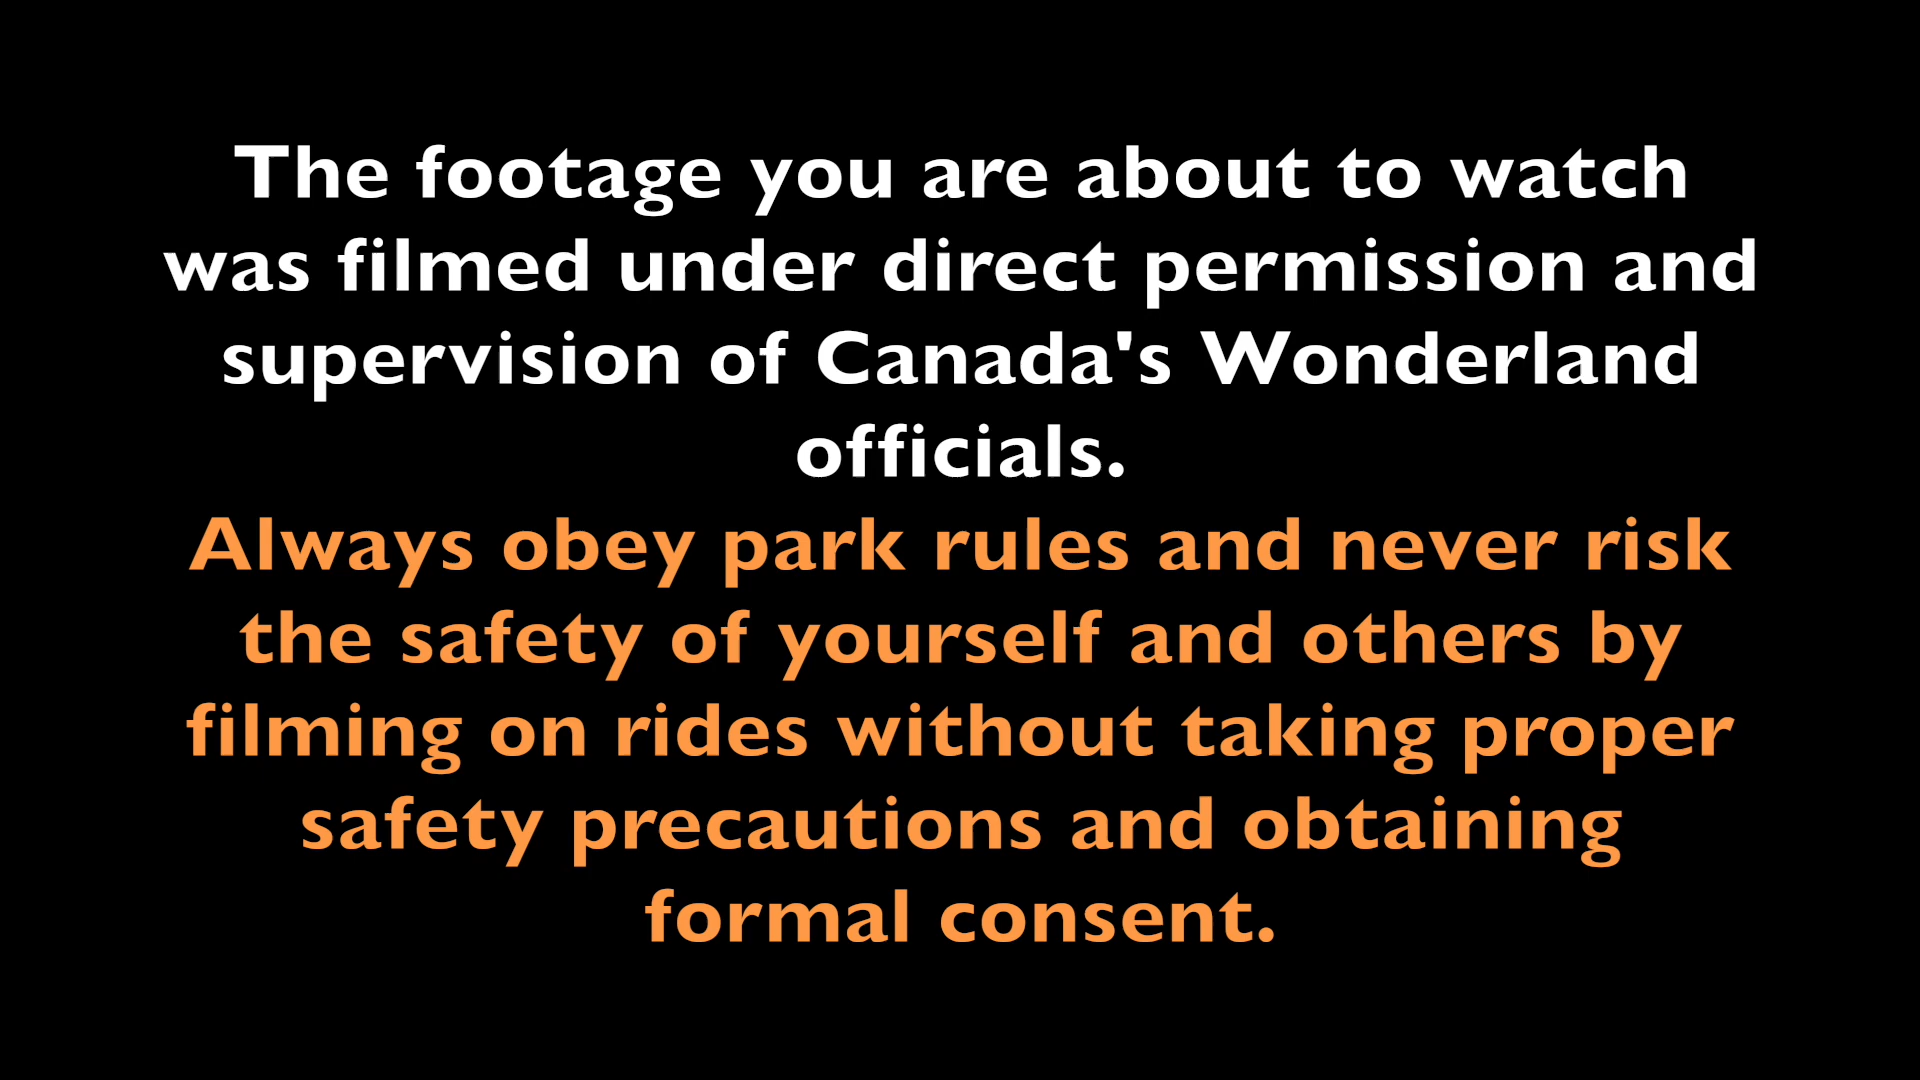 The footage you are about to watch
was filmed under direct permission and
supervision of Canada's Wonderland
officials.
Always obey park rules and never risk
the safety of yourself and others by
filming on rides without taking proper
safety precautions and obtaining
formal consent.